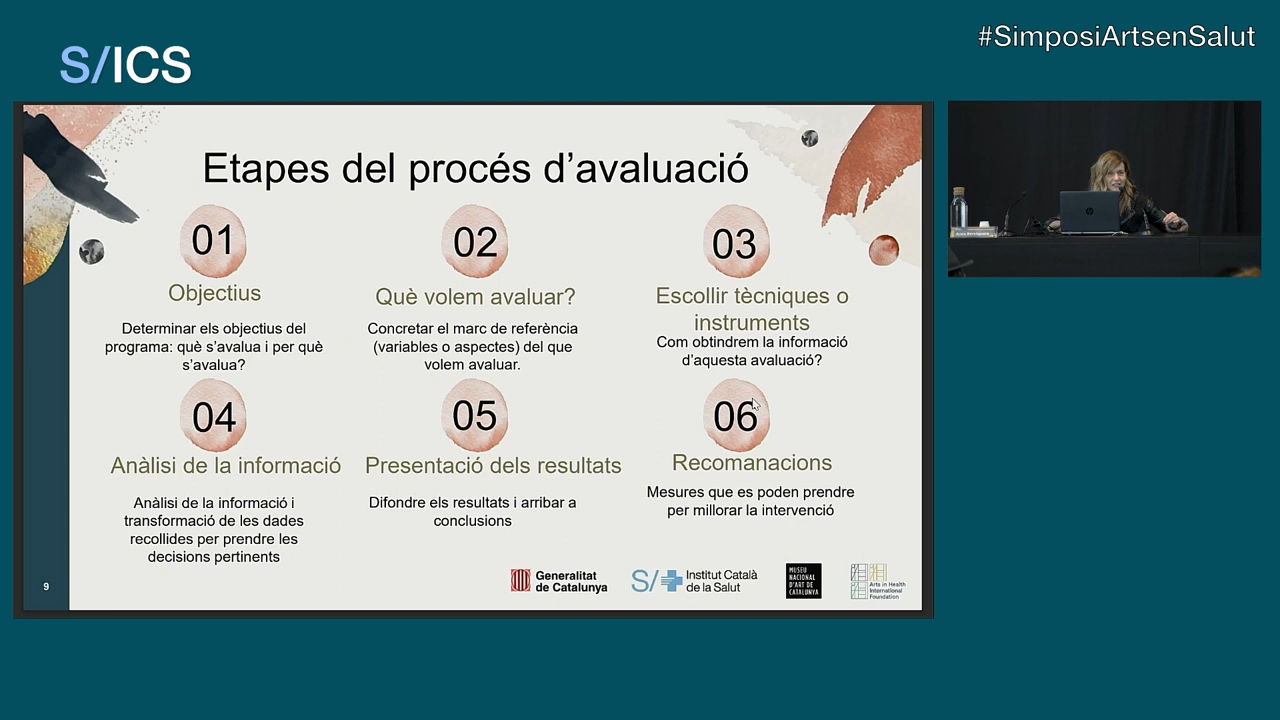 S/ICS
#SimposiArtsenSalut
Etapes del procés d’avaluació
01
Objectius
Determinar els objectius del
programa: què s’avalua i per què
s’avalua?
02
Què volem avaluar?
Concretar el marc de referència
(variables o aspectes) del que
volem avaluar.
03
Escollir tècniques o
instruments
Com obtindrem la informació
d’aquesta avaluació?
04
Anàlisi de la informació
Anàlisi de la informació i
transformació de les dades
recollides per prendre les
decisions pertinents
05
Presentació dels resultats
Difondre els resultats i arribar a
conclusions
06
Recomanacions
Mesures que es poden prendre
per millorar la intervenció
9
Generalitat
de Catalunya
S/
Institut Català
de la Salut
MUSEU
NACIONAL
D'ART DE
CATALUNYA
Arts in Health
International
Foundation